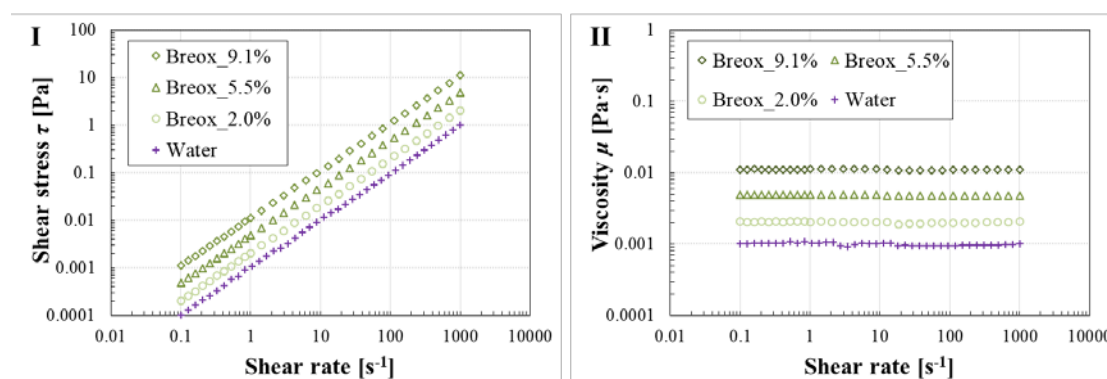 I
Shear stress τ [Pa]
100
10
1
0.1
0.01
0.001
0.0001
Breox_9.1%
Breox_5.5%
Breox_2.0%
Water
0.01 0.1 1 10 100 1000 10000
Shear rate [s-1]
II
Viscosity μ [Pa·s]
1
0.1
0.01
0.001
0.0001
Breox_9.1% Breox_5.5%
Breox_2.0% Water
0.01 0.1 1 10 100 1000 10000
Shear rate [s-1]